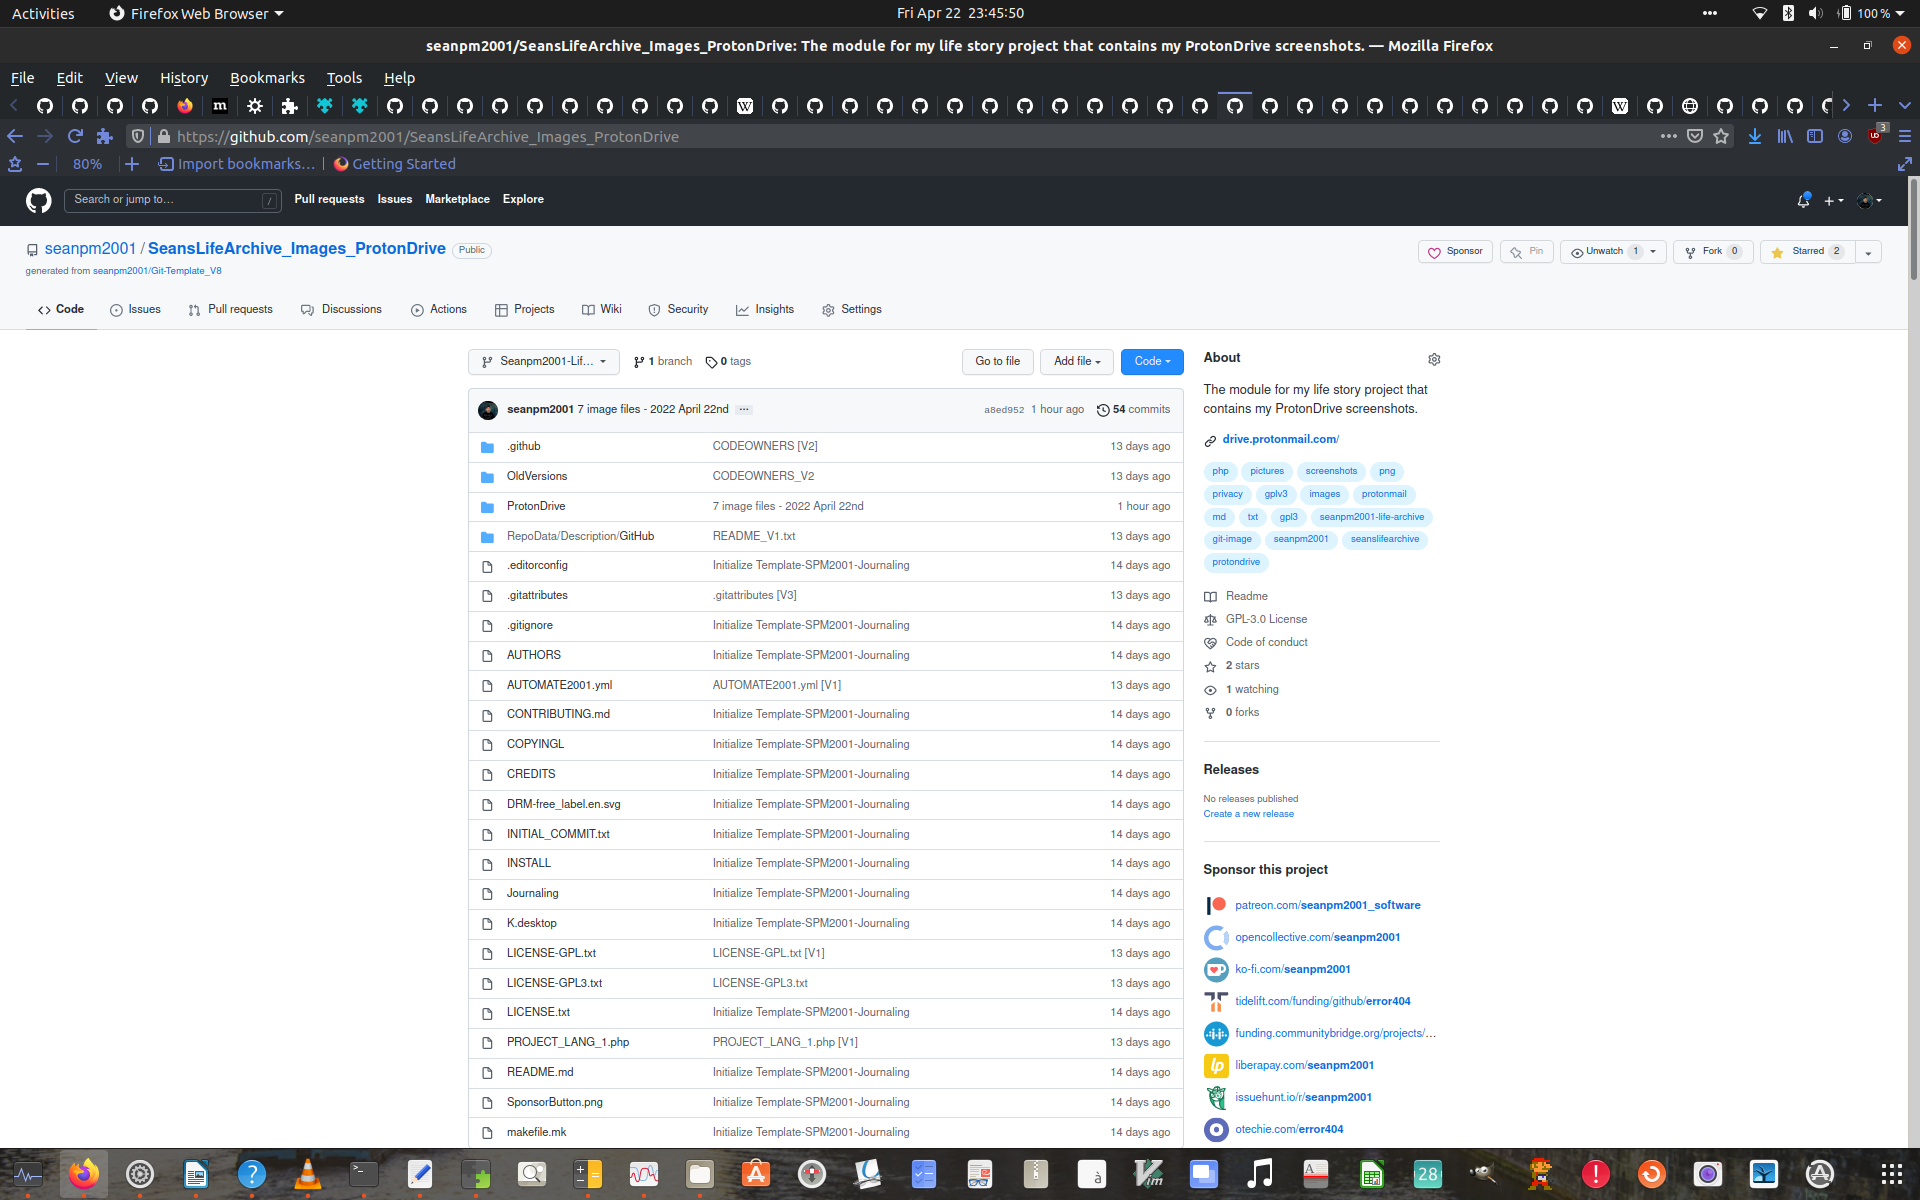 Activities Firefox Web Browser Fri Apr 22 23:45:50 100 %
seanpm2001/SeansLifeArchive_Images_ProtonDrive: The module for my life story project that contains my ProtonDrive screenshots. — Mozilla Firefox
File Edit View History Bookmarks Tools Help
https://github.com/seanpm2001/SeansLifeArchive_Images_ProtonDrive 3
80% Import bookmarks... Getting Started
Search or jump to... / Pull requests Issues Marketplace Explore
seanpm2001 / SeansLifeArchive_Images_ProtonDrive Public Sponsor Pin Unwatch 1 Fork 0 Starred 2
generated from seanpm2001/Git-Template_V8
Code Issues Pull requests Discussions Actions Projects Wiki Security Insights Settings
Seanpm2001-Lif... 1 branch 0 tags Go to file Add file Code
seanpm2001 7 image files - 2022 April 22nd ... a8ed952 1 hour ago 54 commits
.github CODEOWNERS [V2] 13 days ago
OldVersions CODEOWNERS_V2 13 days ago
ProtonDrive 7 image files - 2022 April 22nd 1 hour ago
RepoData/Description/GitHub README_V1.txt 13 days ago
.editorconfig Initialize Template-SPM2001-Journaling 14 days ago
.gitattributes .gitattributes [V3] 13 days ago
.gitignore Initialize Template-SPM2001-Journaling 14 days ago
AUTHORS Initialize Template-SPM2001-Journaling 14 days ago
AUTOMATE2001.yml AUTOMATE2001.yml [V1] 13 days ago
CONTRIBUTING.md Initialize Template-SPM2001-Journaling 14 days ago
COPYINGL Initialize Template-SPM2001-Journaling 14 days ago
CREDITS Initialize Template-SPM2001-Journaling 14 days ago
DRM-free_label.en.svg Initialize Template-SPM2001-Journaling 14 days ago
INITIAL_COMMIT.txt Initialize Template-SPM2001-Journaling 14 days ago
INSTALL Initialize Template-SPM2001-Journaling 14 days ago
Journaling Initialize Template-SPM2001-Journaling 14 days ago
K.desktop Initialize Template-SPM2001-Journaling 14 days ago
LICENSE-GPL.txt LICENSE-GPL.txt [V1] 13 days ago
LICENSE-GPL3.txt LICENSE-GPL3.txt 13 days ago
LICENSE.txt Initialize Template-SPM2001-Journaling 14 days ago
PROJECT_LANG_1.php PROJECT_LANG_1.php [V1] 13 days ago
README.md Initialize Template-SPM2001-Journaling 14 days ago
SponsorButton.png Initialize Template-SPM2001-Journaling 14 days ago
makefile.mk Initialize Template-SPM2001-Journaling 14 days ago
About
The module for my life story project that
contains my ProtonDrive screenshots.
drive.protonmail.com/
php pictures screenshots png
privacy gplv3 images protonmail
md txt gpl3 seanpm2001-life-archive
git-image seanpm2001 seanslifearchive
protondrive
Readme
GPL-3.0 License
Code of conduct
2 stars
1 watching
0 forks
Releases
No releases published
Create a new release
Sponsor this project
patreon.com/seanpm2001_software
opencollective.com/seanpm2001
ko-fi.com/seanpm2001
tidelift.com/funding/github/error404
funding.communitybridge.org/projects/...
liberapay.com/seanpm2001
issuehunt.io/r/seanpm2001
otechie.com/error404
28